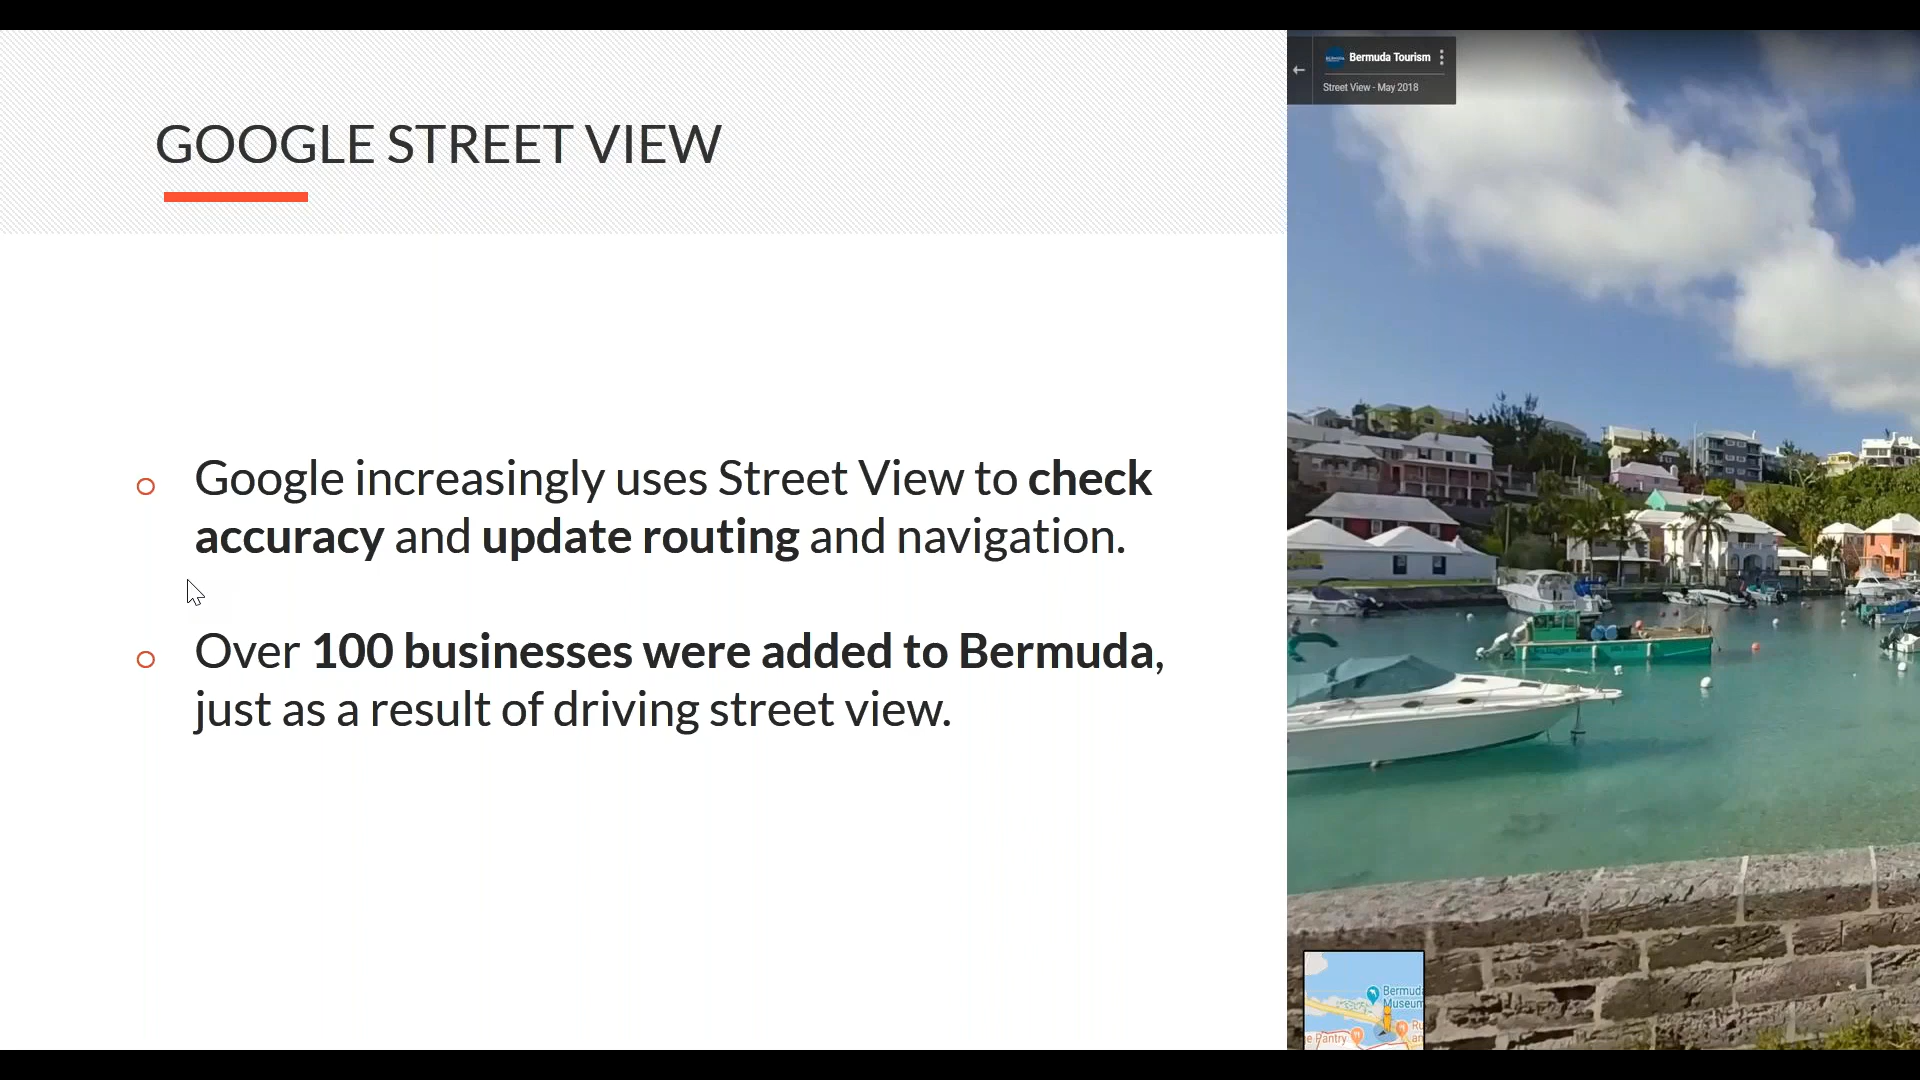 GOOGLE STREET VIEW
Google increasingly uses Street View to check
accuracy and update routing and navigation.
Over 100 businesses were added to Bermuda,
just as a result of driving street view.
Bermuda Tourism
Street View - May 2018
Bermud
Museum
e Pantry